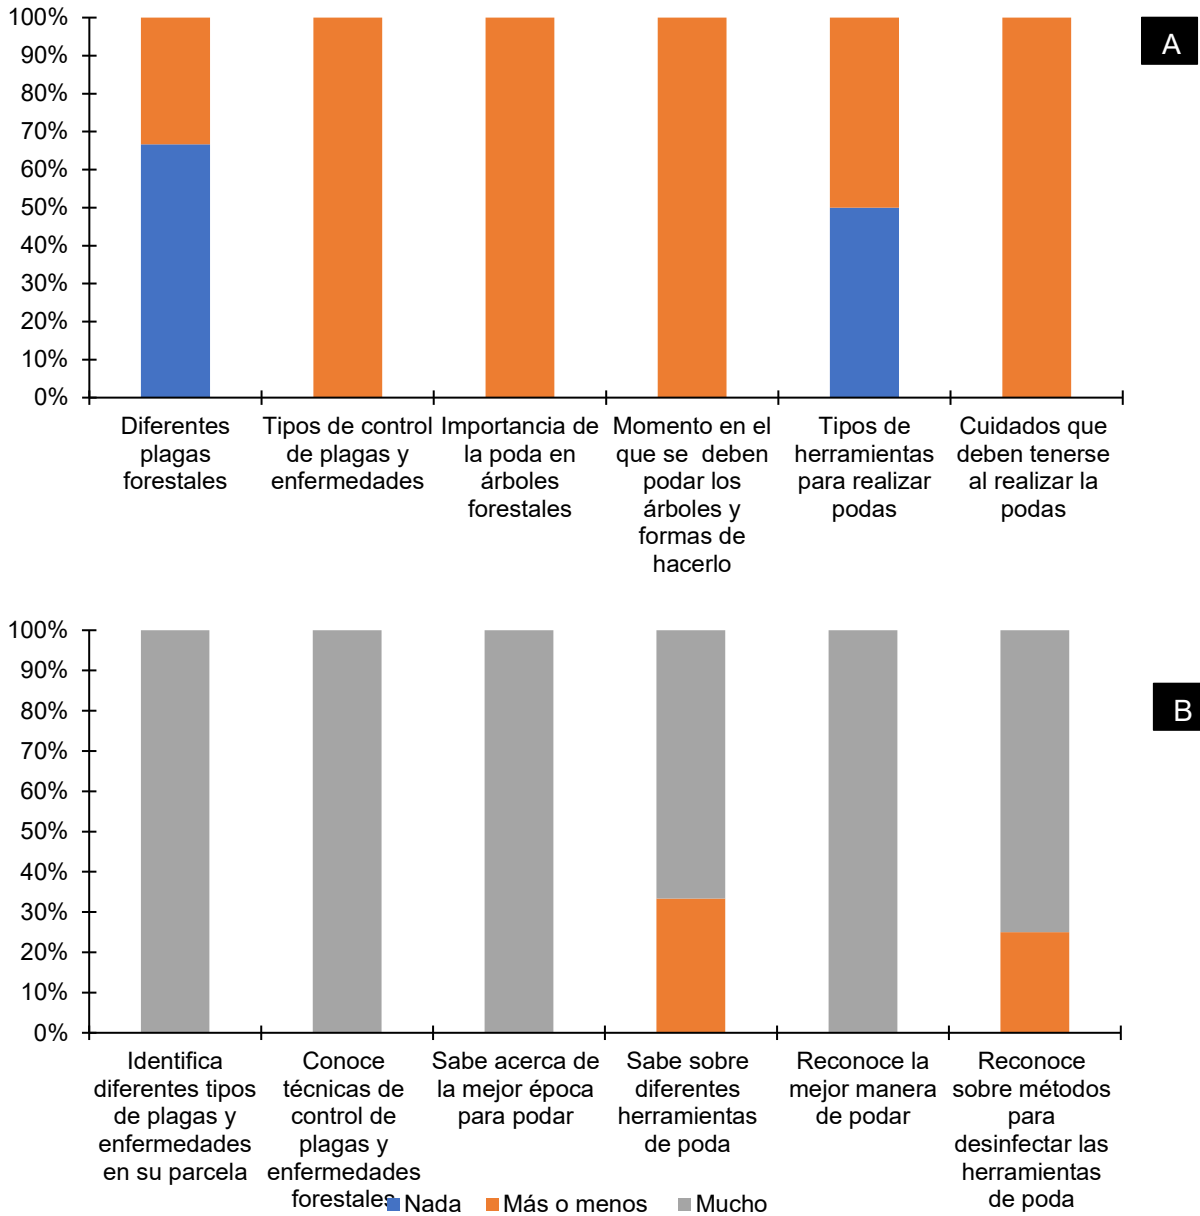 100%
90%
80%
70%
60%
50%
40%
30%
20%
10%
0%
A
Diferentes
plagas
forestales
Tipos de control
de plagas y
enfermedades
Importancia de
la poda en
árboles
forestales
Momento en el
que se deben
podar los
árboles y
formas de
hacerlo
Tipos de
herramientas
para realizar
podas
Cuidados que
deben tenerse
al realizar la
podas
100%
90%
80%
70%
60%
50%
40%
30%
20%
10%
0%
B
Identifica
diferentes tipos
de plagas y
enfermedades
en su parcela
Conoce
técnicas de
control de
plagas y
enfermedades
forestales
Sabe acerca de
la mejor época
para podar
Sabe sobre
diferentes
herramientas
de poda
Reconoce la
mejor manera
de podar
Reconoce
sobre métodos
para
desinfectar las
herramientas
de poda
Nada Más o menos Mucho